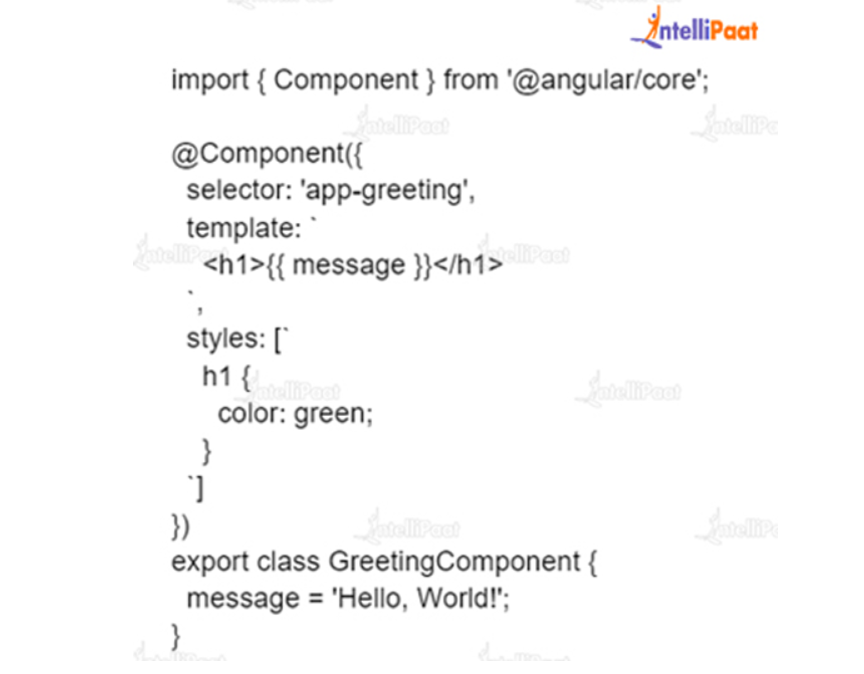 IntelliPaat
import { Component } from '@angular/core';
@Component({
selector: 'app-greeting',
template: `
<h1>{{ message }}</h1>
`,
styles: [`
h1 {
color: green;
}
`]
})
export class GreetingComponent {
message = 'Hello, World!';
}